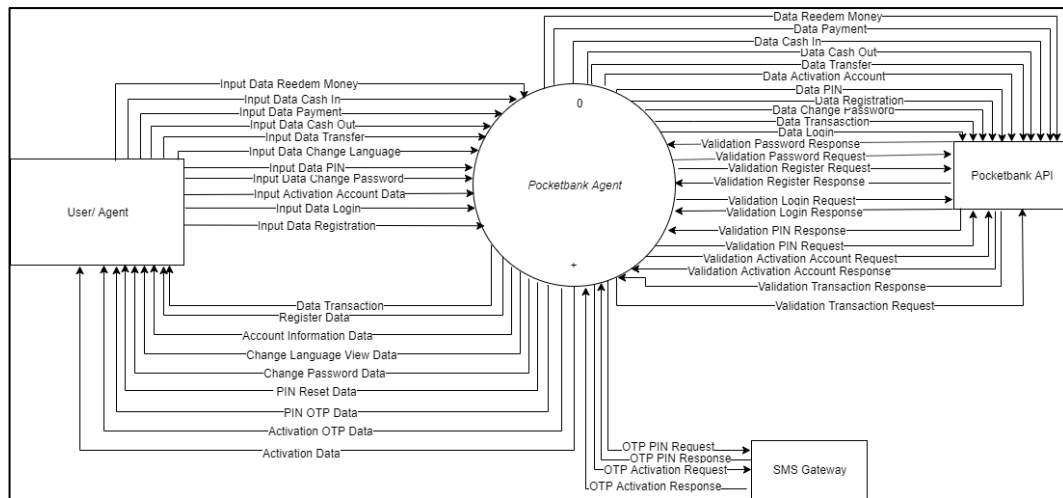 Data Reedem Money
Data Payment
Data Cash In
Data Cash Out
Data Transfer
Data Activation Account
Data PIN
Data Registration
Data Change Password
Data Transasction
Data Login
Validation Password Response
Validation Password Request
Validation Register Request
Validation Register Response
Validation Login Request
Validation Login Response
Validation PIN Response
Validation PIN Request
Validation Activation Account Request
Validation Activation Account Response
Validation Transaction Response
Validation Transaction Request
Input Data Reedem Money
Input Data Cash In
Input Data Payment
Input Data Cash Out
Input Data Transfer
Input Data Change Language
Input Data PIN
Input Data Change Password
Input Activation Account Data
Input Data Login
Input Data Registration
User/ Agent
0
Pocketbank Agent
+
Pocketbank API
Data Transaction
Register Data
Account Information Data
Change Language View Data
Change Password Data
PIN Reset Data
PIN OTP Data
Activation OTP Data
Activation Data
OTP PIN Request
OTP PIN Response
OTP Activation Request
OTP Activation Response
SMS Gateway